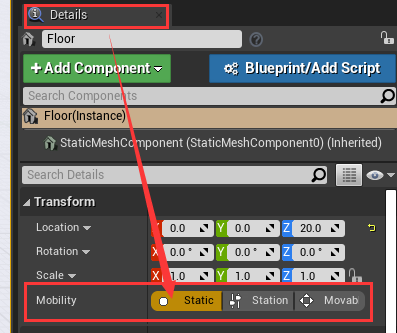 Details
Floor
+ Add Component
Blueprint/Add Script
Search Components
Floor(Instance)
StaticMeshComponent (StaticMeshComponent0) (Inherited)
Search Details
Transform
Location X 0.0 Y 0.0 Z 20.0
Rotation X 0.0 ° Y 0.0 ° Z 0.0 °
Scale X 1.0 Y 1.0 Z 1.0
Mobility Static Station Movab